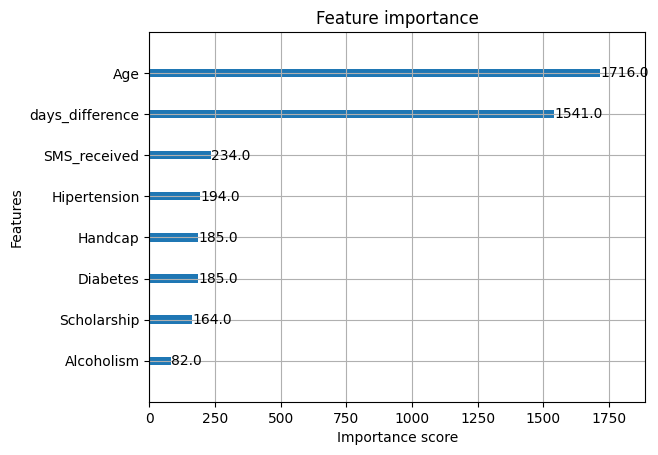 Feature importance
Age 1716.0
days_difference 1541.0
SMS_received 234.0
Hipertension 194.0
Handcap 185.0
Diabetes 185.0
Scholarship 164.0
Alcoholism 82.0
Features
0 250 500 750 1000 1250 1500 1750
Importance score